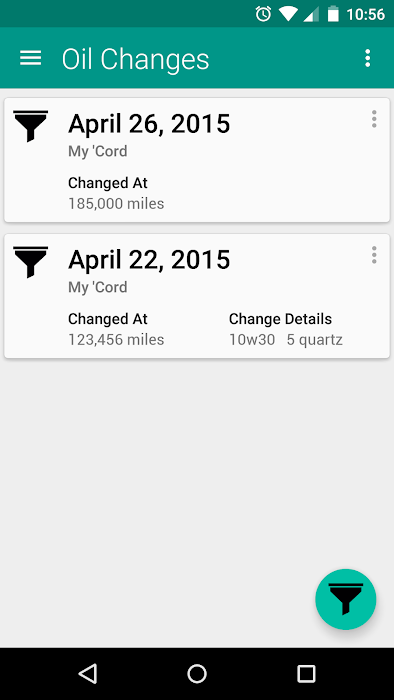 10:56
Oil Changes
April 26, 2015
My 'Cord
Changed At
185,000 miles
April 22, 2015
My 'Cord
Changed At Change Details
123,456 miles 10w30 5 quartz